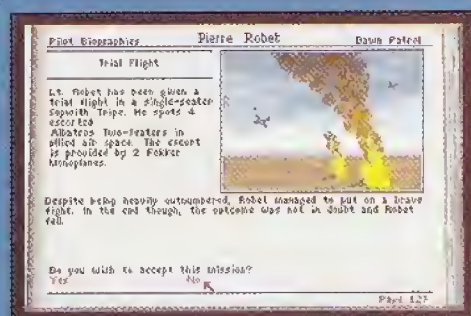 Pilot Biographies Pierre Robet Dawn Patrol
Trial Flight
Lt. Robet has been given a
trial flight in a single-seater
Sopwith Tripe. He spots 4
escorted
Albatros Two-Seaters in
allied air space. The escort
is provided by 2 Fokker
Monoplanes.
Despite being heavily outnumbered, Robet managed to put on a brave
fight. In the end though, the outcome was not in doubt and Robet
fell.
Do you wish to accept this mission?
Yes No
Page 127